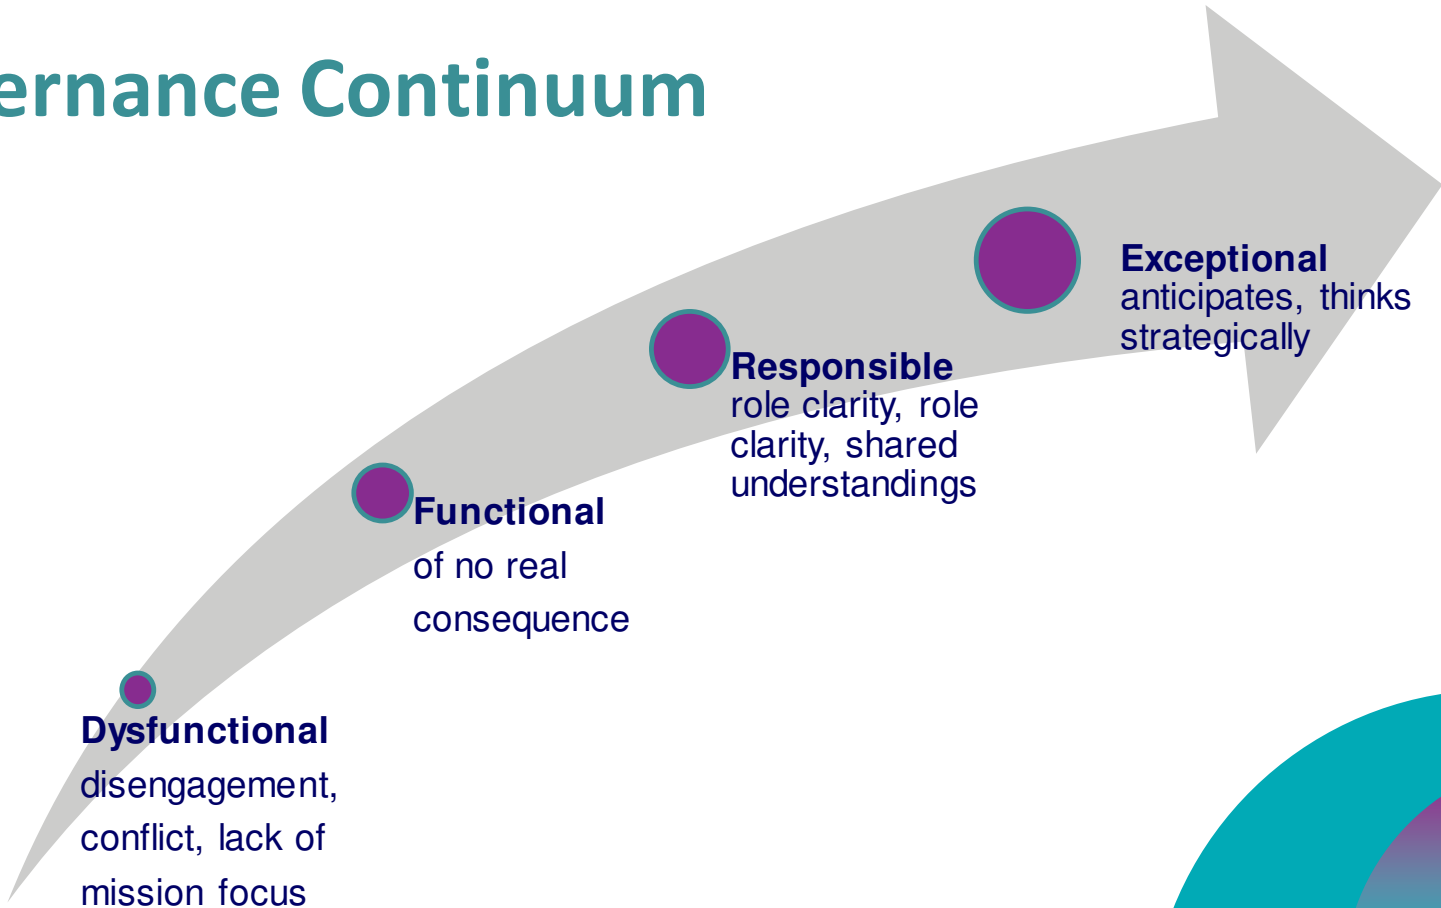 ernance Continuum
Exceptional
anticipates, thinks
strategically
Responsible
role clarity, role
clarity, shared
understandings
Functional
of no real
consequence
Dysfunctional
disengagement,
conflict, lack of
mission focus